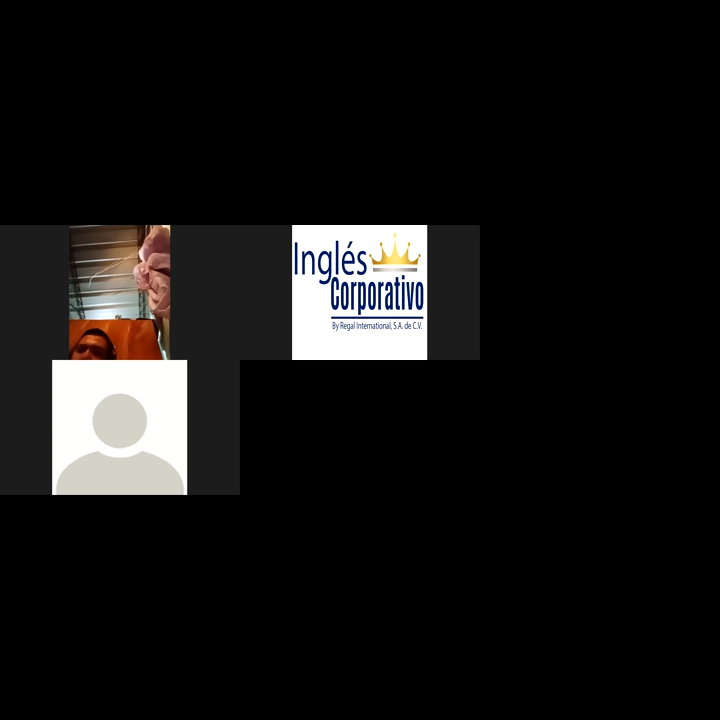 Inglés
Corporativo
By Regal International, S.A. de C.V.